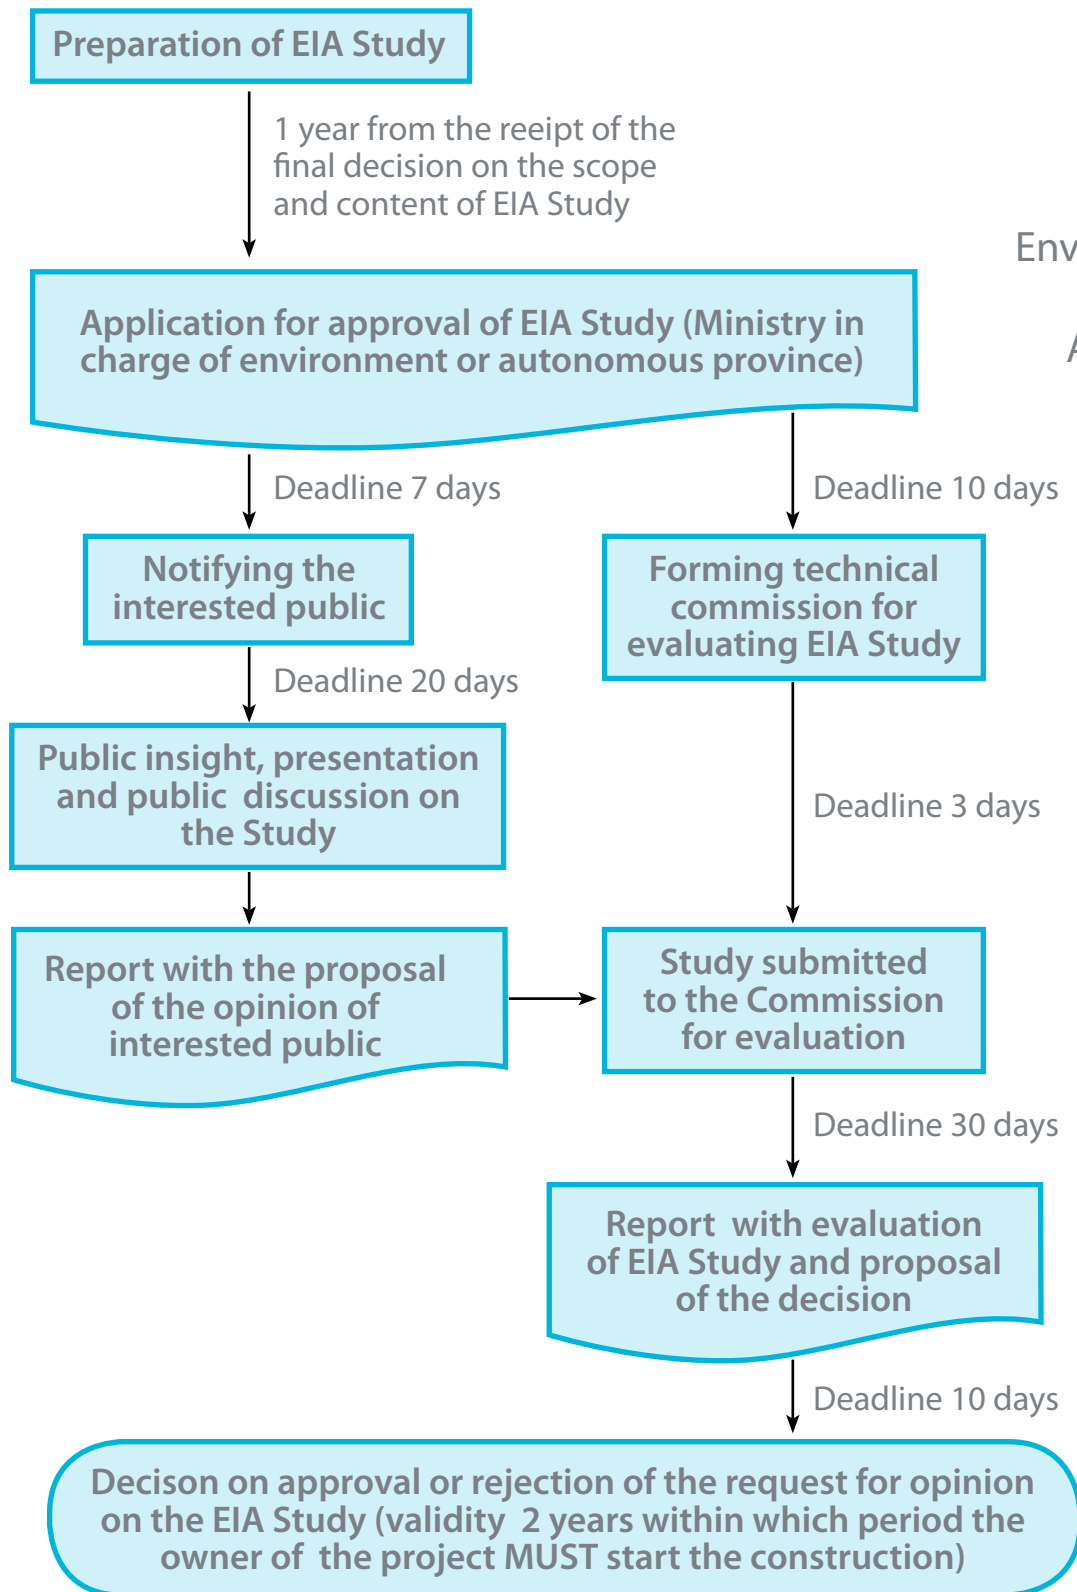 Preparation of EIA Study
1 year from the reeipt of the
final decision on the scope
and content of EIA Study
Env
A
Application for approval of EIA Study (Ministry in
charge of environment or autonomous province)
Deadline 7 days
Deadline 10 days
Notifying the
interested public
Forming technical
commission for
evaluating EIA Study
Deadline 20 days
Public insight, presentation
and public discussion on
the Study
Deadline 3 days
Report with the proposal
of the opinion of
interested public
Study submitted
to the Commission
for evaluation
Deadline 30 days
Report with evaluation
of EIA Study and proposal
of the decision
Deadline 10 days
Decison on approval or rejection of the request for opinion
on the EIA Study (validity 2 years within which period the
owner of the project MUST start the construction)